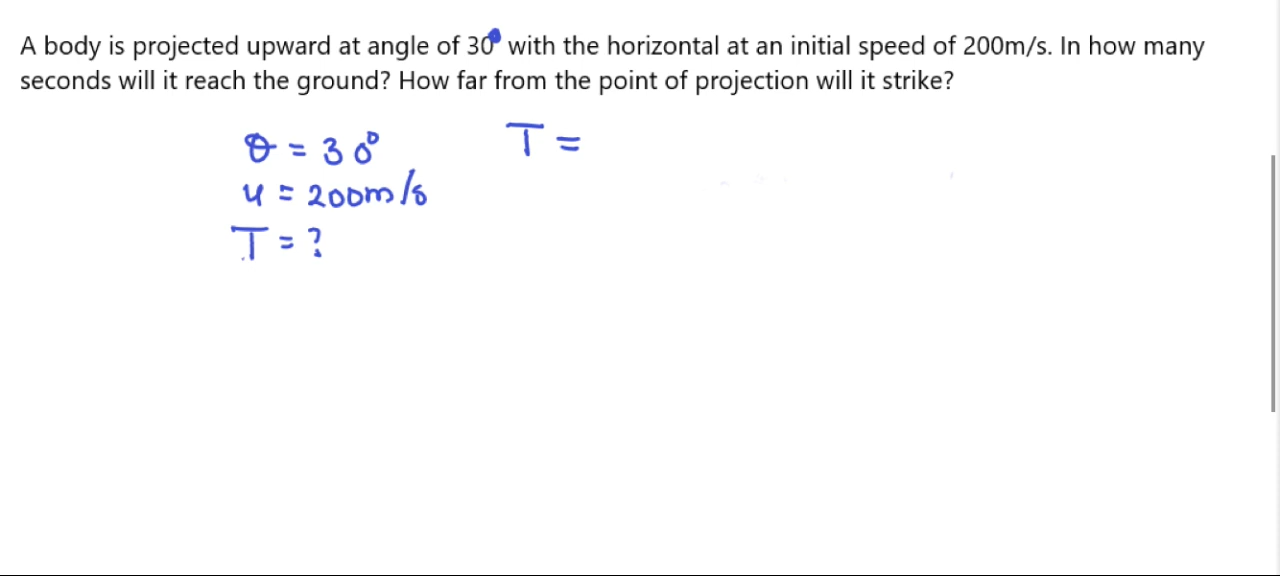 A body is projected upward at angle of 30° with the horizontal at an initial speed of 200m/s. In how many
seconds will it reach the ground? How far from the point of projection will it strike?
θ = 30° T =
u = 200m/s
T = ?